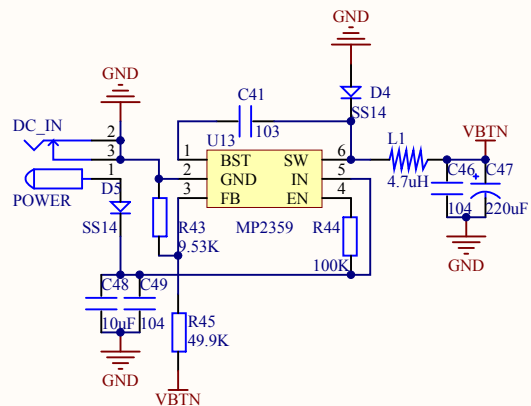 GND
GND
C41
D4
DC_IN
2
U13
103
SS14
L1
VBTN
3
1
BST
SW
6
1
2
GND
IN
5
C46
C47
D5
3
FB
EN
4
4.7uH
+
POWER
R43
MP2359
R44
104
220uF
SS14
9.53K
GND
100K
C48
C49
10uF
104
R45
49.9K
GND
VBTN